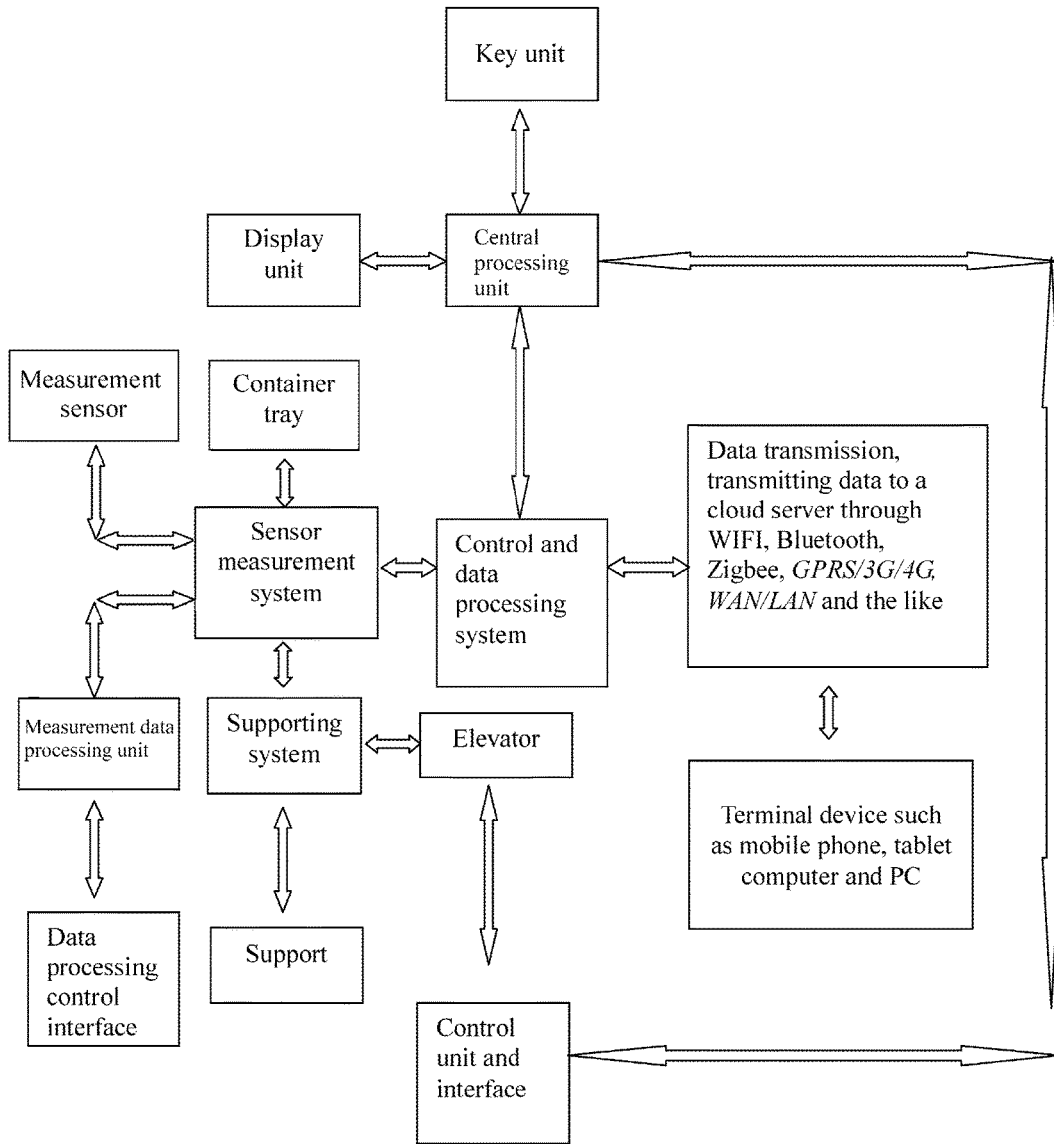 Key unit
Display
unit
Central
processing
unit
Measurement
sensor
Container
tray
Data transmission,
transmitting data to a
cloud server through
WIFI, Bluetooth,
Zigbee, GPRS/3G/4G,
WAN/LAN and the like
Sensor
measurement
system
Control and
data
processing
system
Measurement data
processing unit
Supporting
system
Elevator
Terminal device such
as mobile phone, tablet
computer and PC
Data
processing
control
interface
Support
Control
unit and
interface